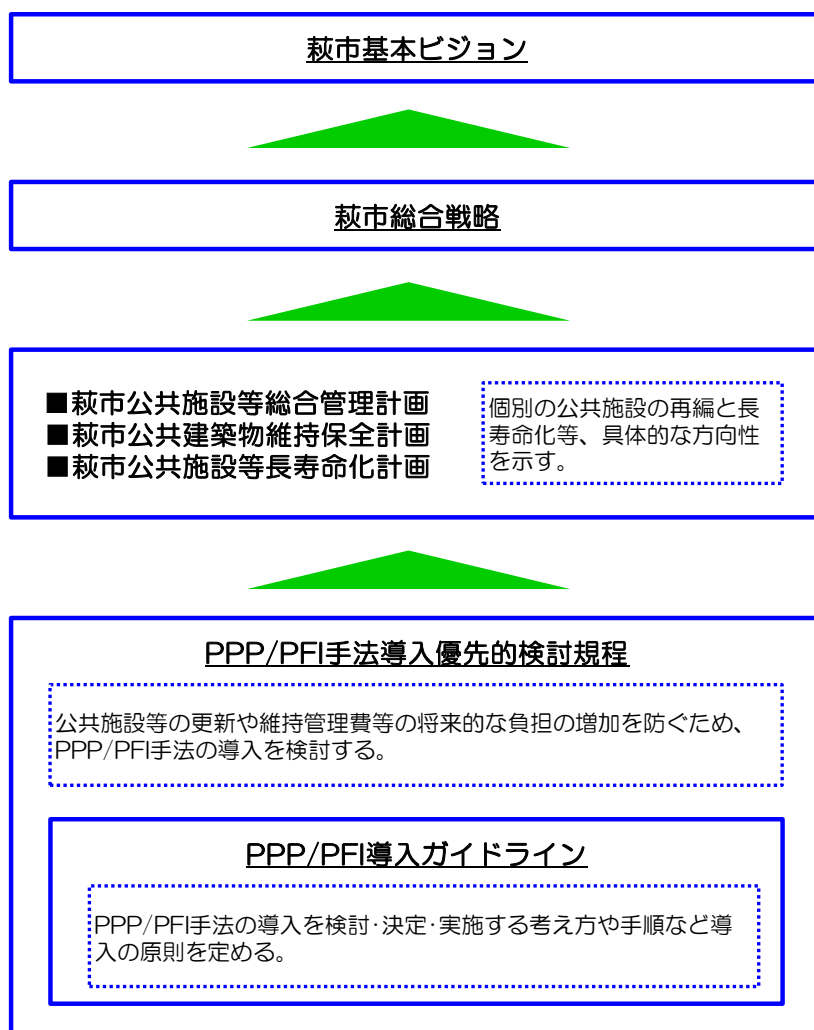 萩市基本ビジョン
萩市総合戦略
■萩市公共施設等総合管理計画
■萩市公共建築物維持保全計画
■萩市公共施設等長寿命化計画
個別の公共施設の再編と長
寿命化等、具体的な方向性
を示す。
PPP/PFI手法導入優先的検討規程
公共施設等の更新や維持管理費等の将来的な負担の増加を防ぐため、
PPP/PFI手法の導入を検討する。
PPP/PFI導入ガイドライン
PPP/PFI手法の導入を検討・決定・実施する考え方や手順など導
入の原則を定める。